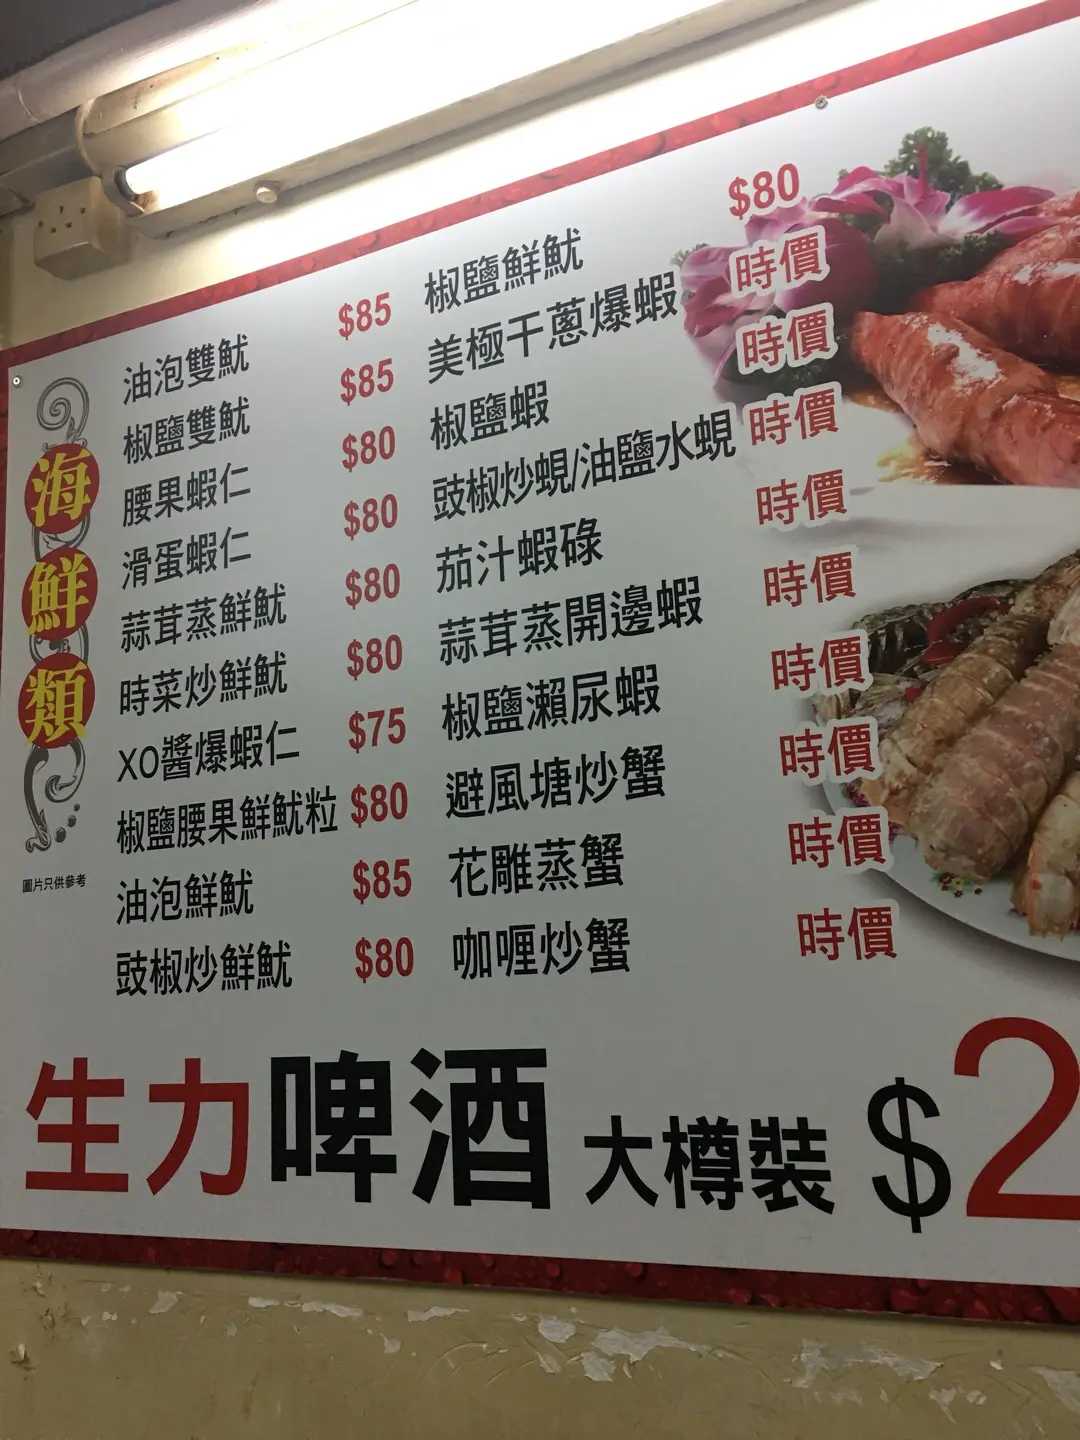 海鮮類
圖片只供參考
油泡雙魷 $85
椒鹽雙魷 $85
腰果蝦仁 $80
滑蛋蝦仁 $80
蒜茸蒸鮮魷 $80
時菜炒鮮魷 $80
XO醬爆蝦仁 $75
椒鹽腰果鮮魷粒 $80
油泡鮮魷 $85
豉椒炒鮮魷 $80
椒鹽鮮魷 $80
美極干蔥爆蝦 時價
椒鹽蝦 時價
豉椒炒蜆/油鹽水蜆 時價
茄汁蝦碌 時價
蒜茸蒸開邊蝦 時價
椒鹽瀨尿蝦 時價
避風塘炒蟹 時價
花雕蒸蟹 時價
咖喱炒蟹 時價
生力啤酒 大樽裝 $2